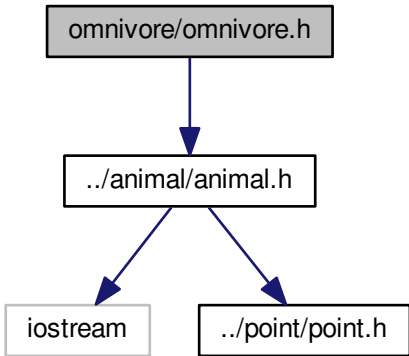 omnivore/omnivore.h
../animal/animal.h
iostream
../point/point.h